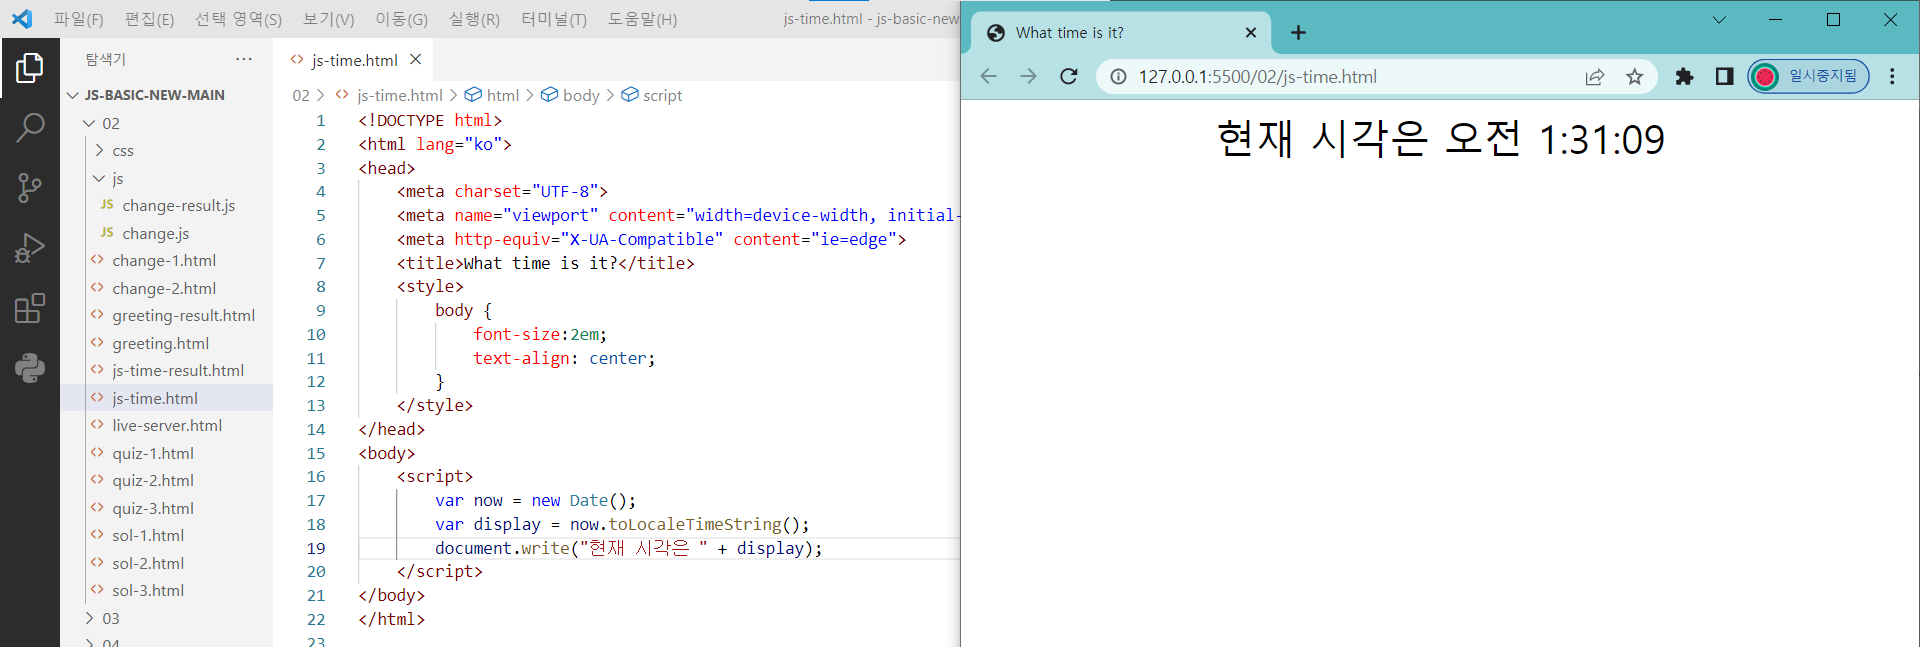 파일(F) 편집(E) 선택 영역(S) 보기(V) 이동(G) 실행(R) 터미널(T) 도움말(H) js-time.html - js-basic-new
탐색기 ···
JS-BASIC-NEW-MAIN
02
css
js
JS change-result.js
JS change.js
change-1.html
change-2.html
greeting-result.html
greeting.html
js-time-result.html
js-time.html
live-server.html
quiz-1.html
quiz-2.html
quiz-3.html
sol-1.html
sol-2.html
sol-3.html
03
04
js-time.html
02 > js-time.html > html > body > script
1 <!DOCTYPE html>
2 <html lang="ko">
3 <head>
4 <meta charset="UTF-8">
5 <meta name="viewport" content="width=device-width, initial-
6 <meta http-equiv="X-UA-Compatible" content="ie=edge">
7 <title>What time is it?</title>
8 <style>
9 body {
10 font-size:2em;
11 text-align: center;
12 }
13 </style>
14 </head>
15 <body>
16 <script>
17 var now = new Date();
18 var display = now.toLocaleTimeString();
19 document.write("현재 시각은 " + display);
20 </script>
21 </body>
22 </html>
23
What time is it?
127.0.0.1:5500/02/js-time.html 일시중지됨
현재 시각은 오전 1:31:09